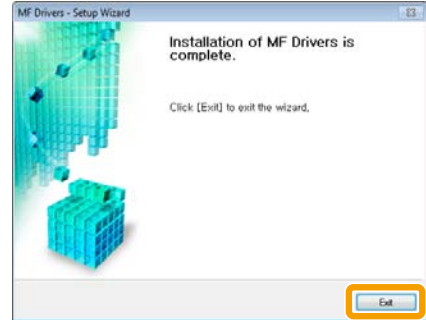 MF Drivers - Setup Wizard
Installation of MF Drivers is
complete.
Click [Exit] to exit the wizard.
Exit